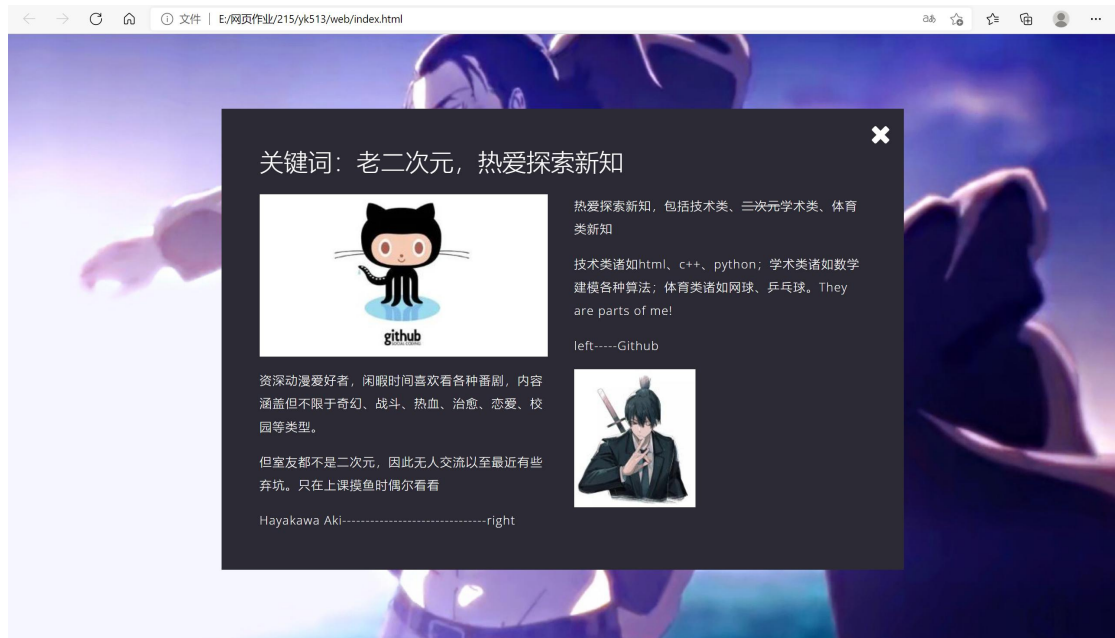 文件
E:/网页作业/215/yk513/web/index.html
aあ
关键词：老二次元，热爱探索新知
github
SOCIAL CODING
资深动漫爱好者，闲暇时间喜欢看各种番剧，内容
涵盖但不限于奇幻、战斗、热血、治愈、恋爱、校
园等类型。
但室友都不是二次元，因此无人交流以至最近有些
弃坑。只在上课摸鱼时偶尔看看
Hayakawa Aki-------------------------------right
热爱探索新知，包括技术类、三次元学术类、体育
类新知
技术类诸如html、c++、python；学术类诸如数学
建模各种算法；体育类诸如网球、乒乓球。They
are parts of me!
left-----Github